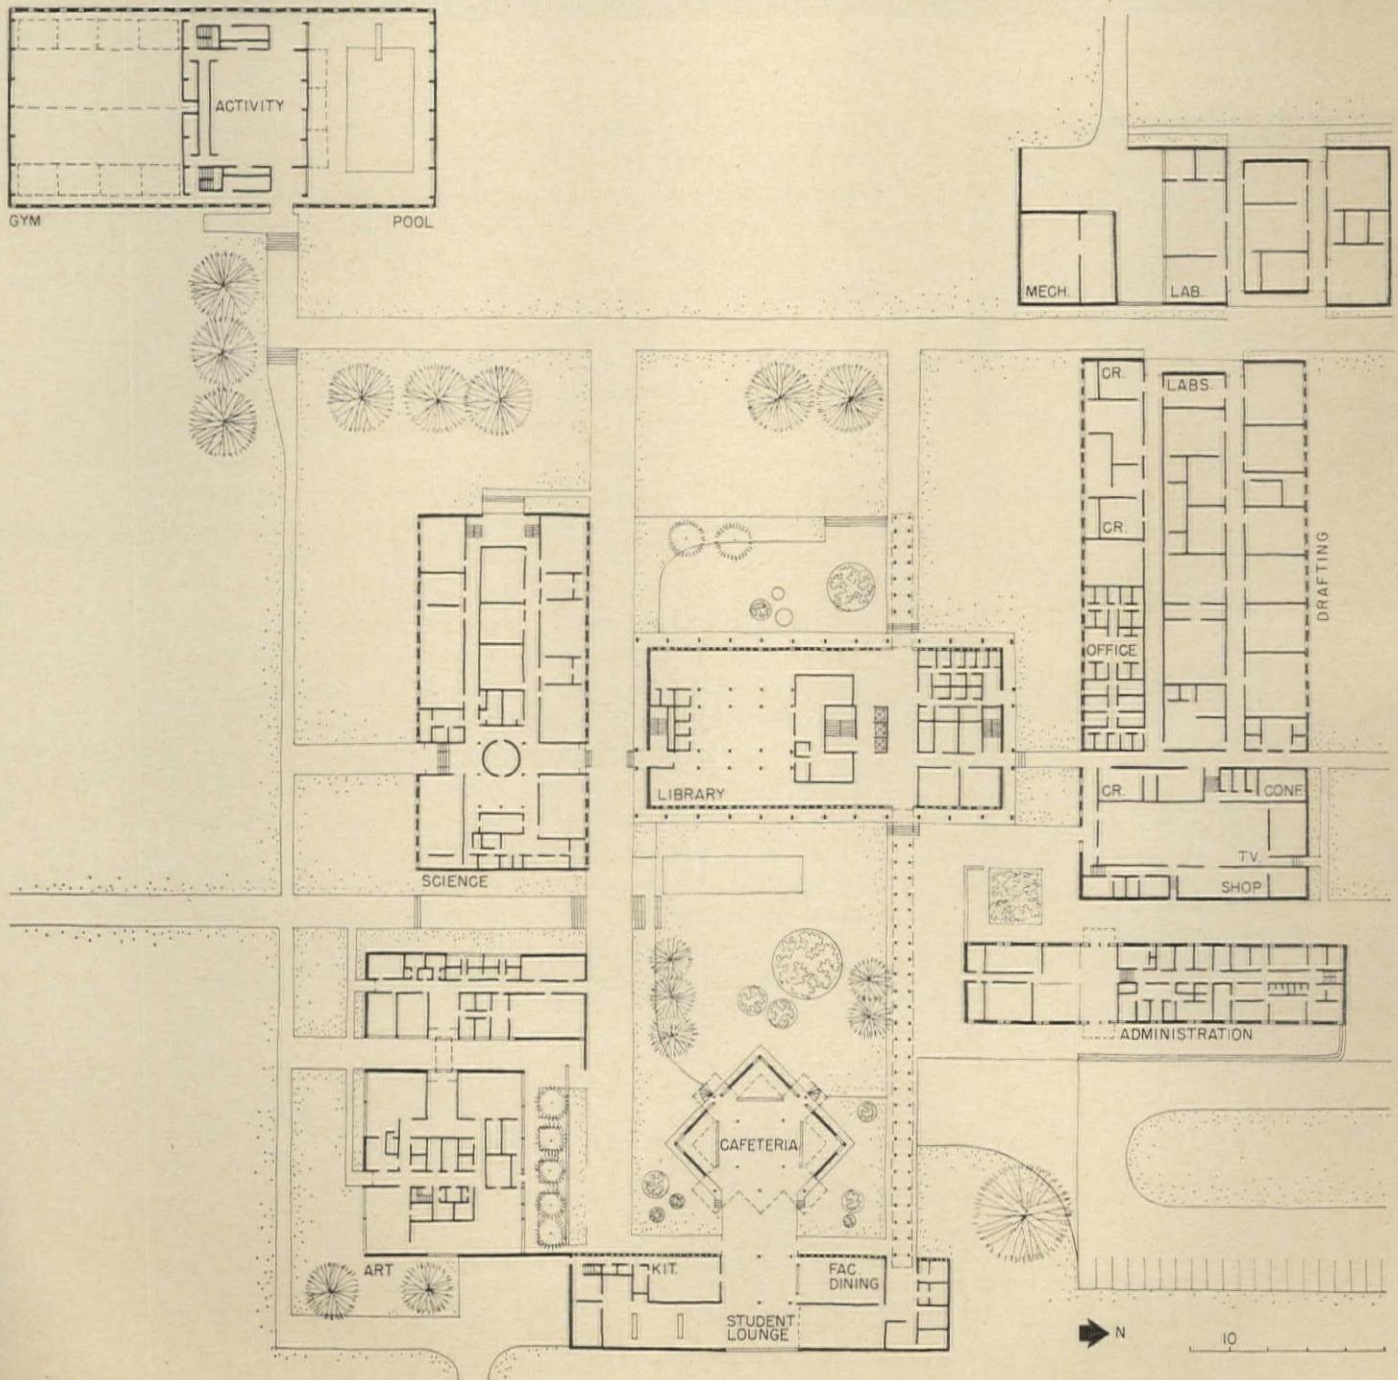 ACTIVITY
GYM
POOL
MECH.
LAB.
CR.
LABS.
CR.
DRAFTING
OFFICE
LIBRARY
CR.
CONF.
TV.
SHOP
SCIENCE
ADMINISTRATION
CAFETERIA
ART
KIT.
FAC.
DINING
STUDENT
LOUNGE
N
10